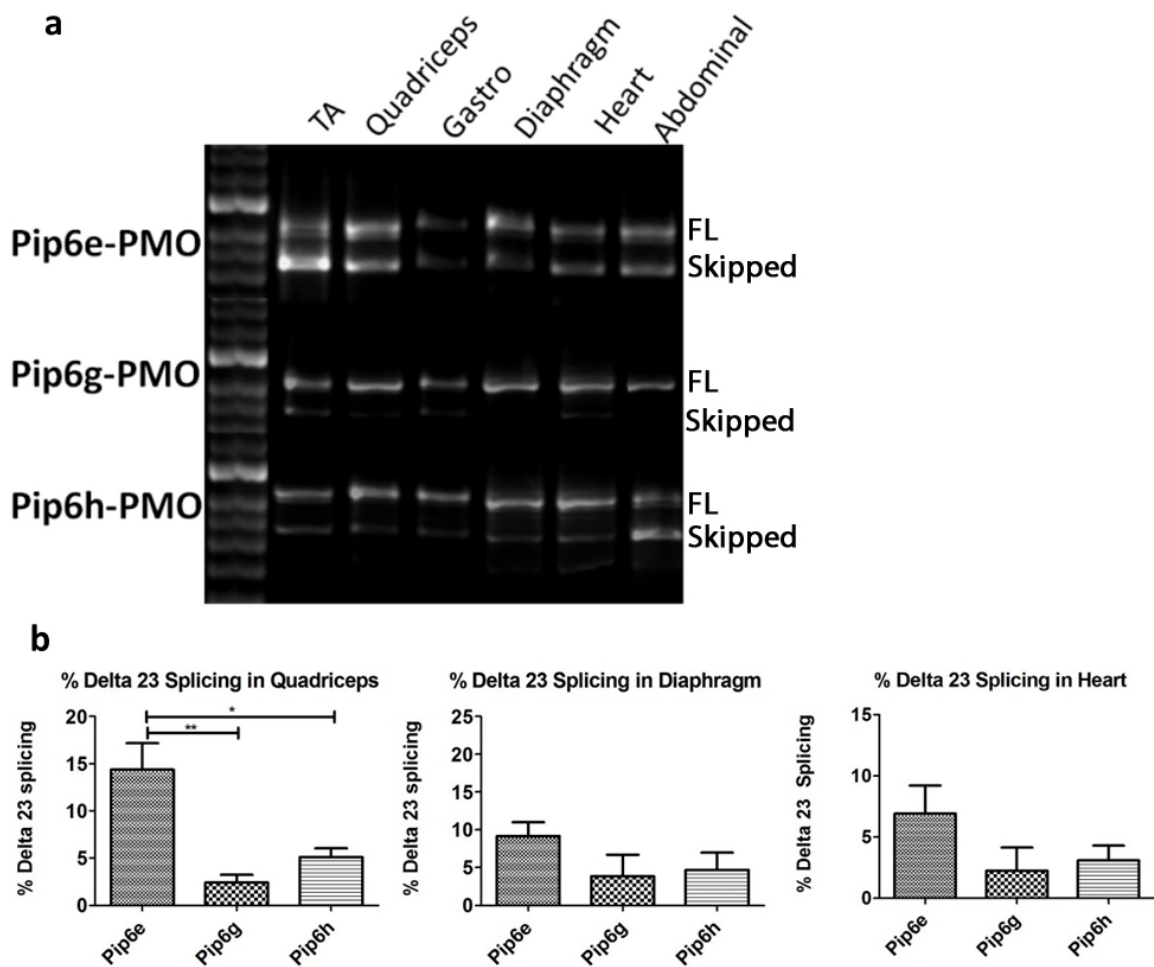 a
TA
Quadriceps
Gastro
Diaphragm
Heart
Abdominal
Pip6e-PMO
FL
Skipped
Pip6g-PMO
FL
Skipped
Pip6h-PMO
FL
Skipped
b
% Delta 23 Splicing in Quadriceps
% Delta 23 splicing
20
15
10
5
0
*
**
Pip6e
Pip6g
Pip6h
% Delta 23 Splicing in Diaphragm
% Delta 23 splicing
25
20
15
10
5
0
Pip6e
Pip6g
Pip6h
% Delta 23 Splicing in Heart
% Delta 23 Splicing
15
10
5
0
Pip6e
Pip6g
Pip6h